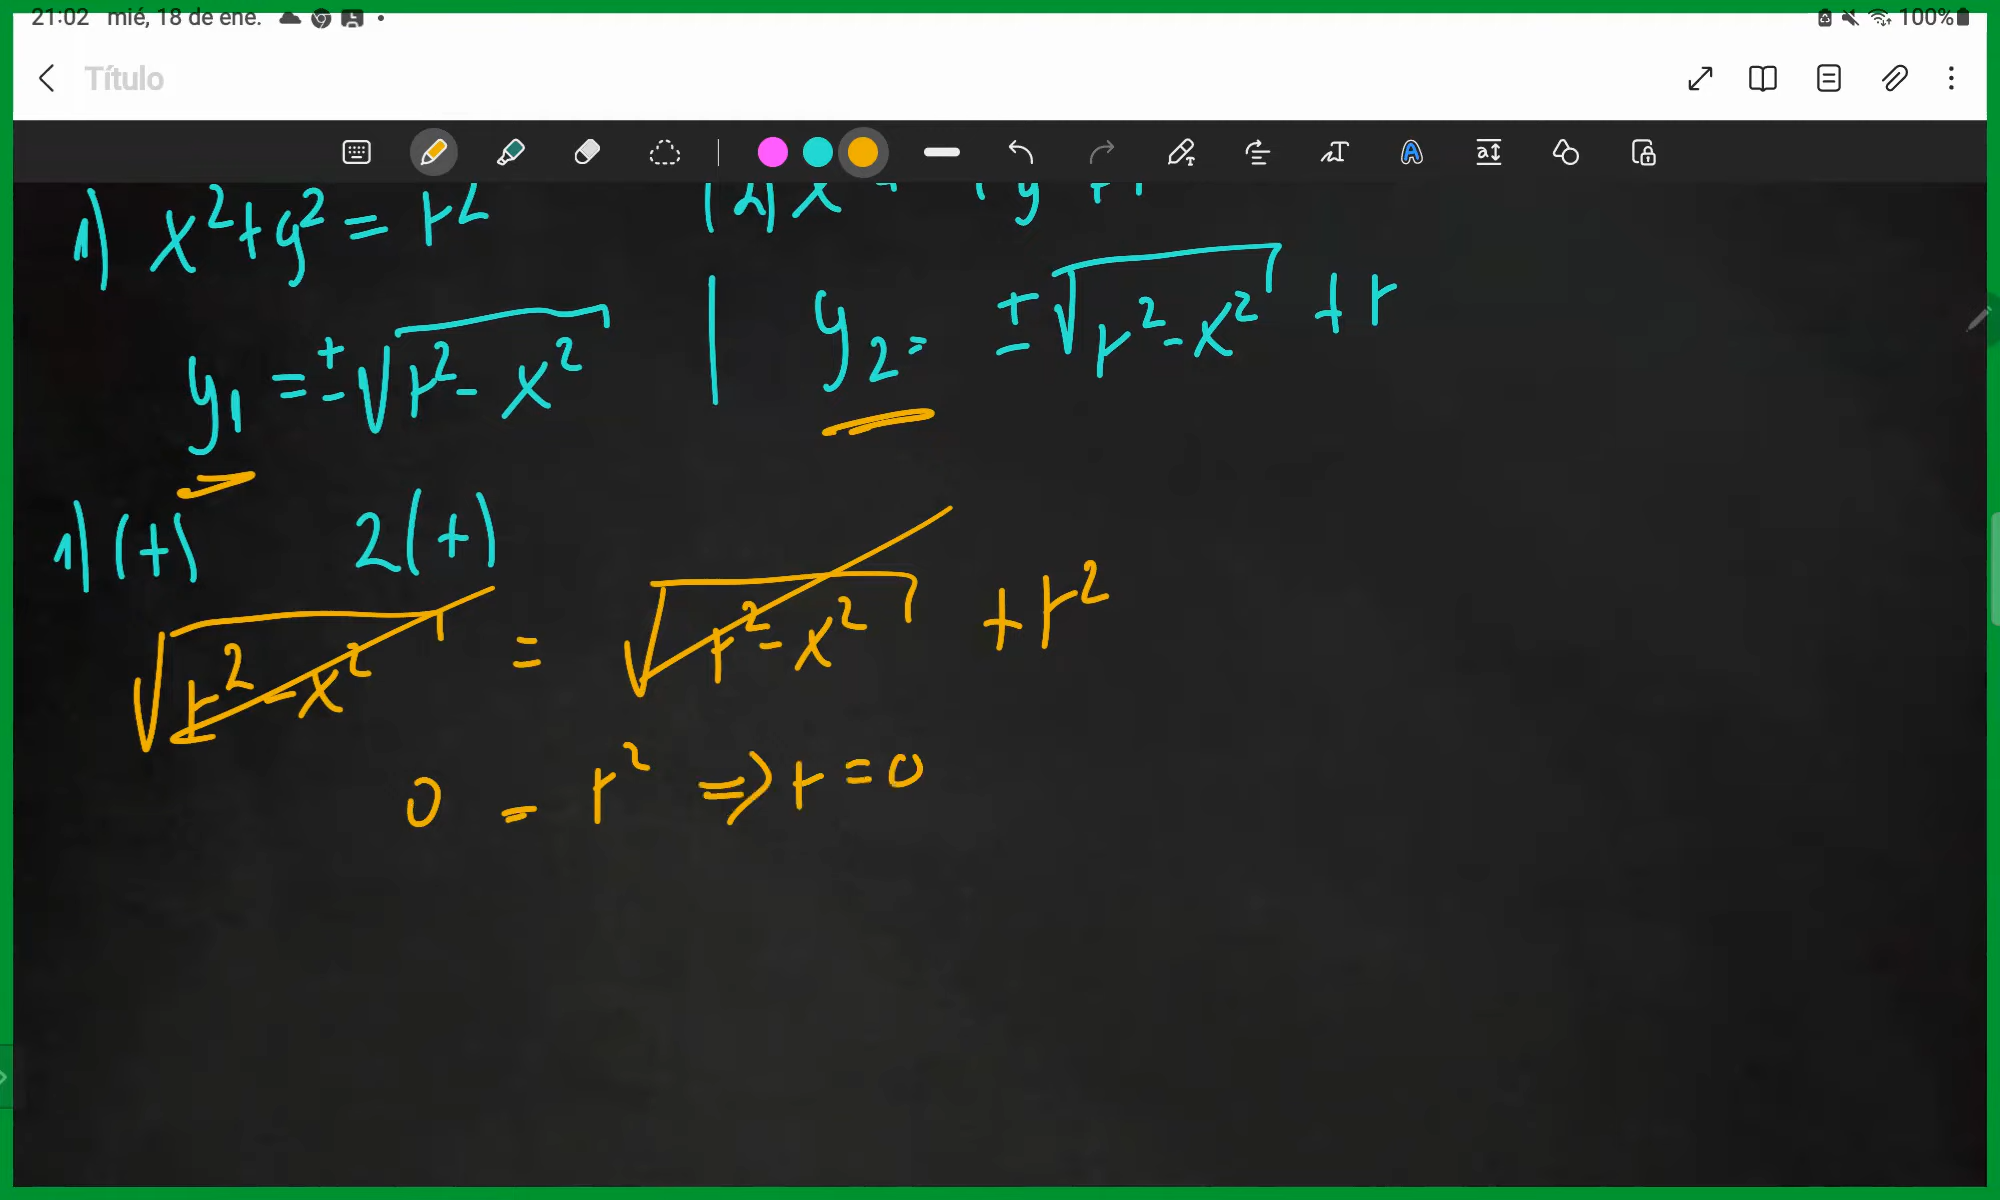 21:02 mié, 18 de ene. 100%
Título
1) x²+y²=r²
y₁ = ±√(r²-x²) | y₂ = ±√(r²-x²) + r
1) (+) 2(+)
√(r²-x²) = √(r²-x²) + r²
0 = r² ⇒ r=0